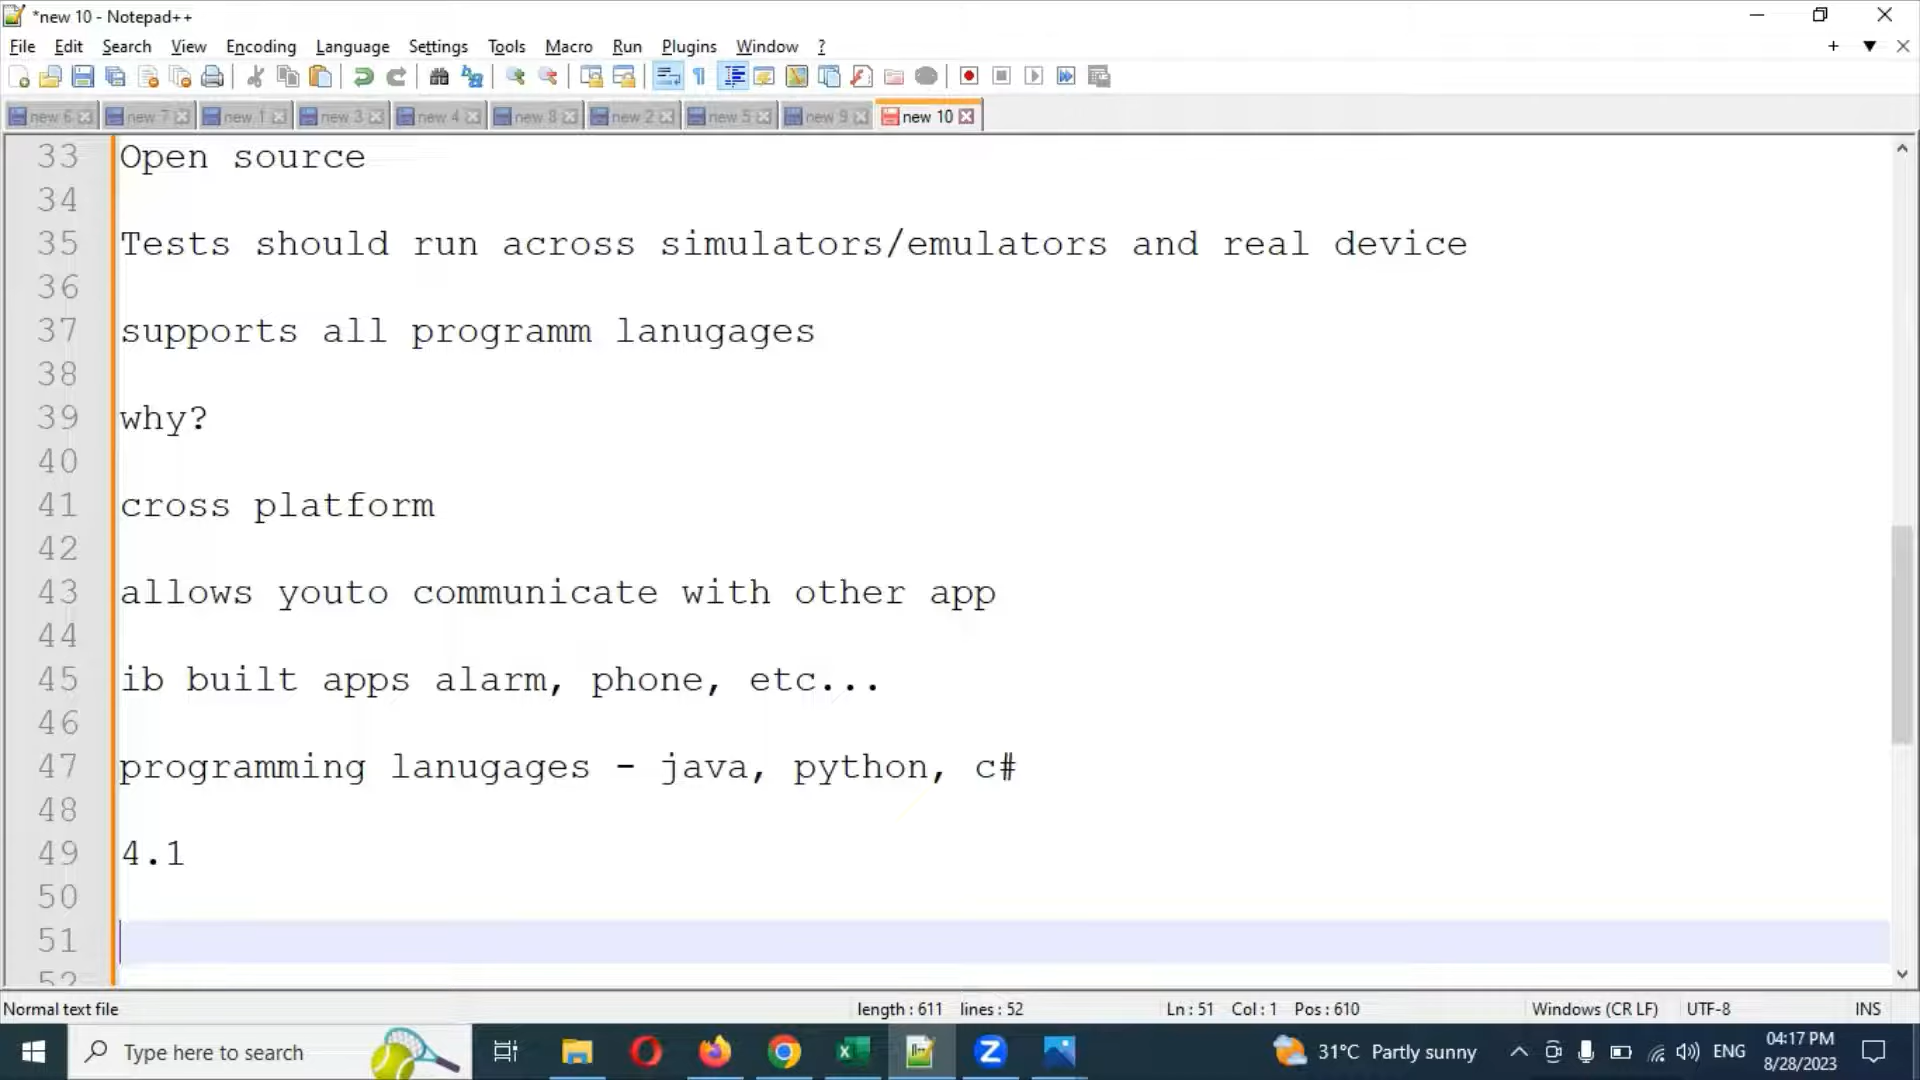 *new 10 - Notepad++
File Edit Search View Encoding Language Settings Tools Macro Run Plugins Window ?
new 6 new 7 new 1 new 3 new 4 new 8 new 2 new 5 new 9 new 10
33 Open source
34
35 Tests should run across simulators/emulators and real device
36
37 supports all programm lanugages
38
39 why?
40
41 cross platform
42
43 allows youto communicate with other app
44
45 ib built apps alarm, phone, etc...
46
47 programming lanugages - java, python, c#
48
49 4.1
50
51
52
Normal text file length : 611 lines : 52 Ln : 51 Col : 1 Pos : 610 Windows (CR LF) UTF-8 INS
Type here to search 31°C Partly sunny ENG 04:17 PM
8/28/2023